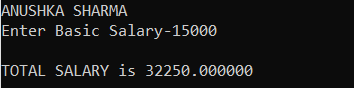 ANUSHKA SHARMA
Enter Basic Salary-15000
TOTAL SALARY is 32250.000000